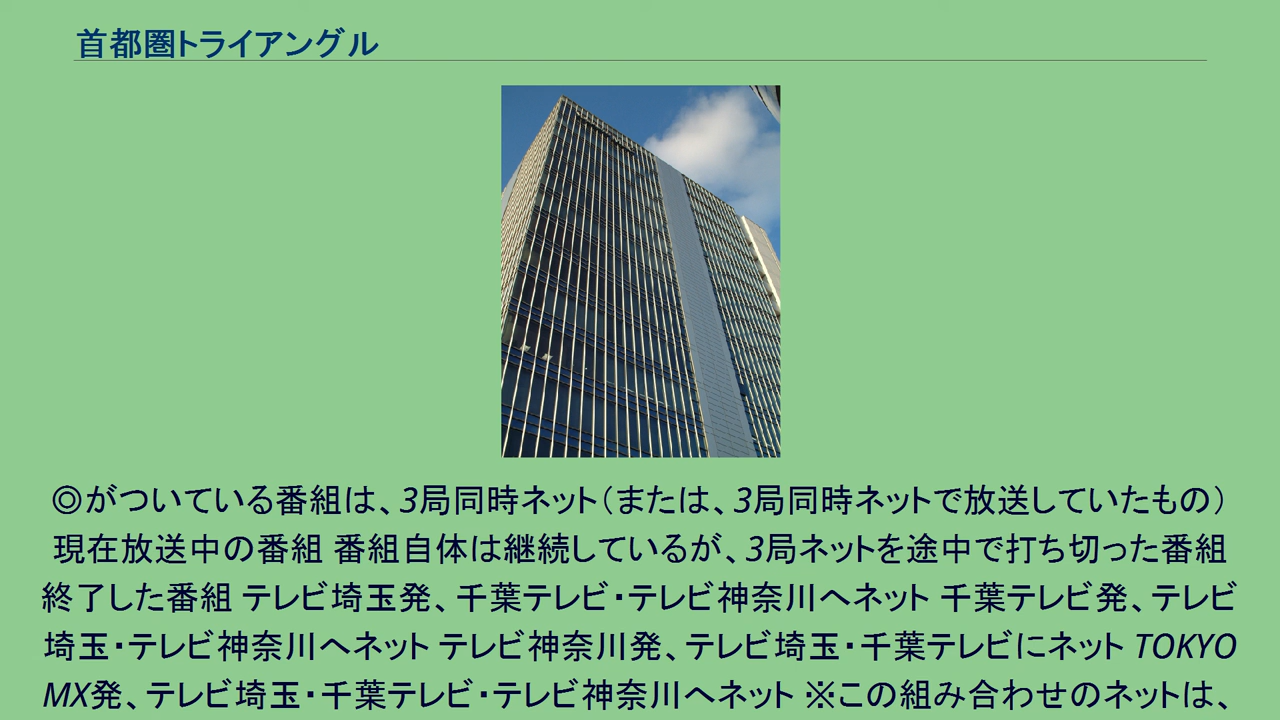 首都圏トライアングル
◎がついている番組は、3局同時ネット（または、3局同時ネットで放送していたもの）
現在放送中の番組 番組自体は継続しているが、3局ネットを途中で打ち切った番組
終了した番組 テレビ埼玉発、千葉テレビ・テレビ神奈川へネット 千葉テレビ発、テレビ
埼玉・テレビ神奈川へネット テレビ神奈川発、テレビ埼玉・千葉テレビにネット TOKYO
MX発、テレビ埼玉・千葉テレビ・テレビ神奈川へネット ※この組み合わせのネットは、